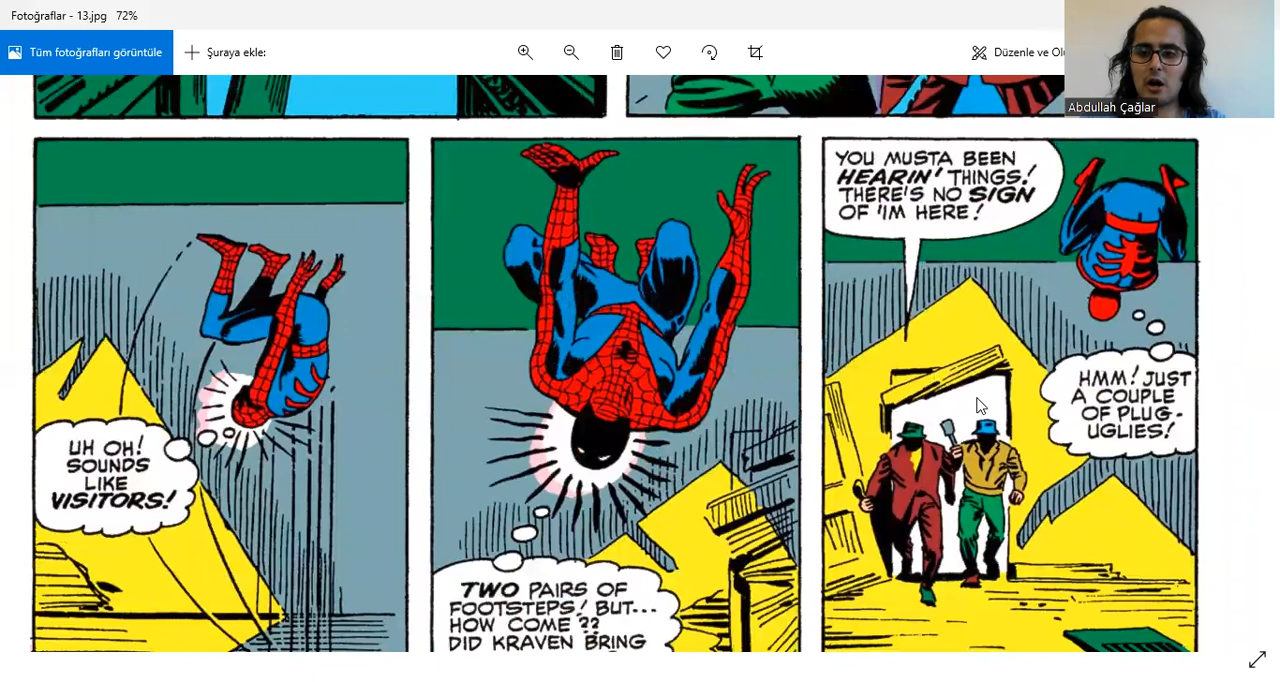 Fotoğraflar - 13.jpg 72%
Tüm fotoğrafları görüntüle
Şuraya ekle:
Düzenle ve Ol
Abdullah Çağlar
UH OH!
SOUNDS
LIKE
VISITORS!
TWO PAIRS OF
FOOTSTEPS! BUT...
HOW COME??
DID KRAVEN BRING
YOU MUSTA BEEN
HEARIN' THINGS!
THERE'S NO SIGN
OF 'IM HERE!
HMM! JUST
A COUPLE
OF PLUG-
UGLIES!